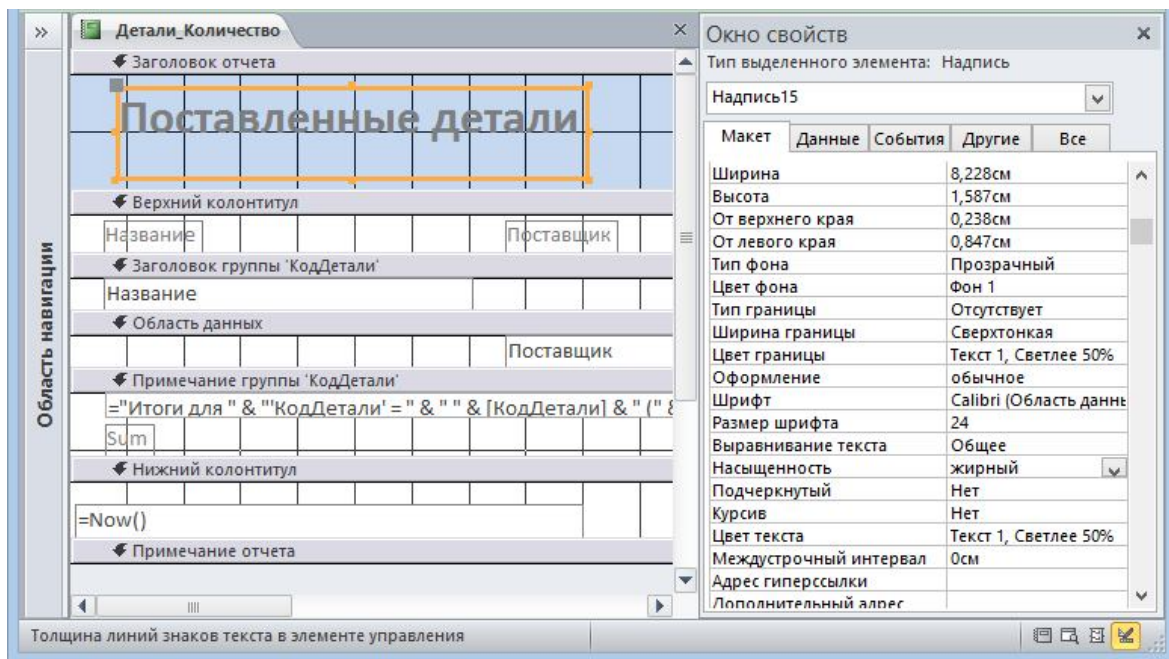 Детали_Количество
Заголовок отчета
Поставленные детали
Верхний колонтитул
Название Поставщик
Заголовок группы 'КодДетали'
Название
Область данных
Поставщик
Примечание группы 'КодДетали'
="Итоги для " & "'КодДетали' = " & " " & [КодДетали] & " (" &
Sum
Нижний колонтитул
=Now()
Примечание отчета
Область навигации
Окно свойств
Тип выделенного элемента: Надпись
Надпись15
Макет Данные События Другие Все
Ширина 8,228см
Высота 1,587см
От верхнего края 0,238см
От левого края 0,847см
Тип фона Прозрачный
Цвет фона Фон 1
Тип границы Отсутствует
Ширина границы Сверхтонкая
Цвет границы Текст 1, Светлее 50%
Оформление обычное
Шрифт Calibri (Область данны
Размер шрифта 24
Выравнивание текста Общее
Насыщенность жирный
Подчеркнутый Нет
Курсив Нет
Цвет текста Текст 1, Светлее 50%
Междустрочный интервал 0см
Адрес гиперссылки
Дополнительный адрес
Толщина линий знаков текста в элементе управления